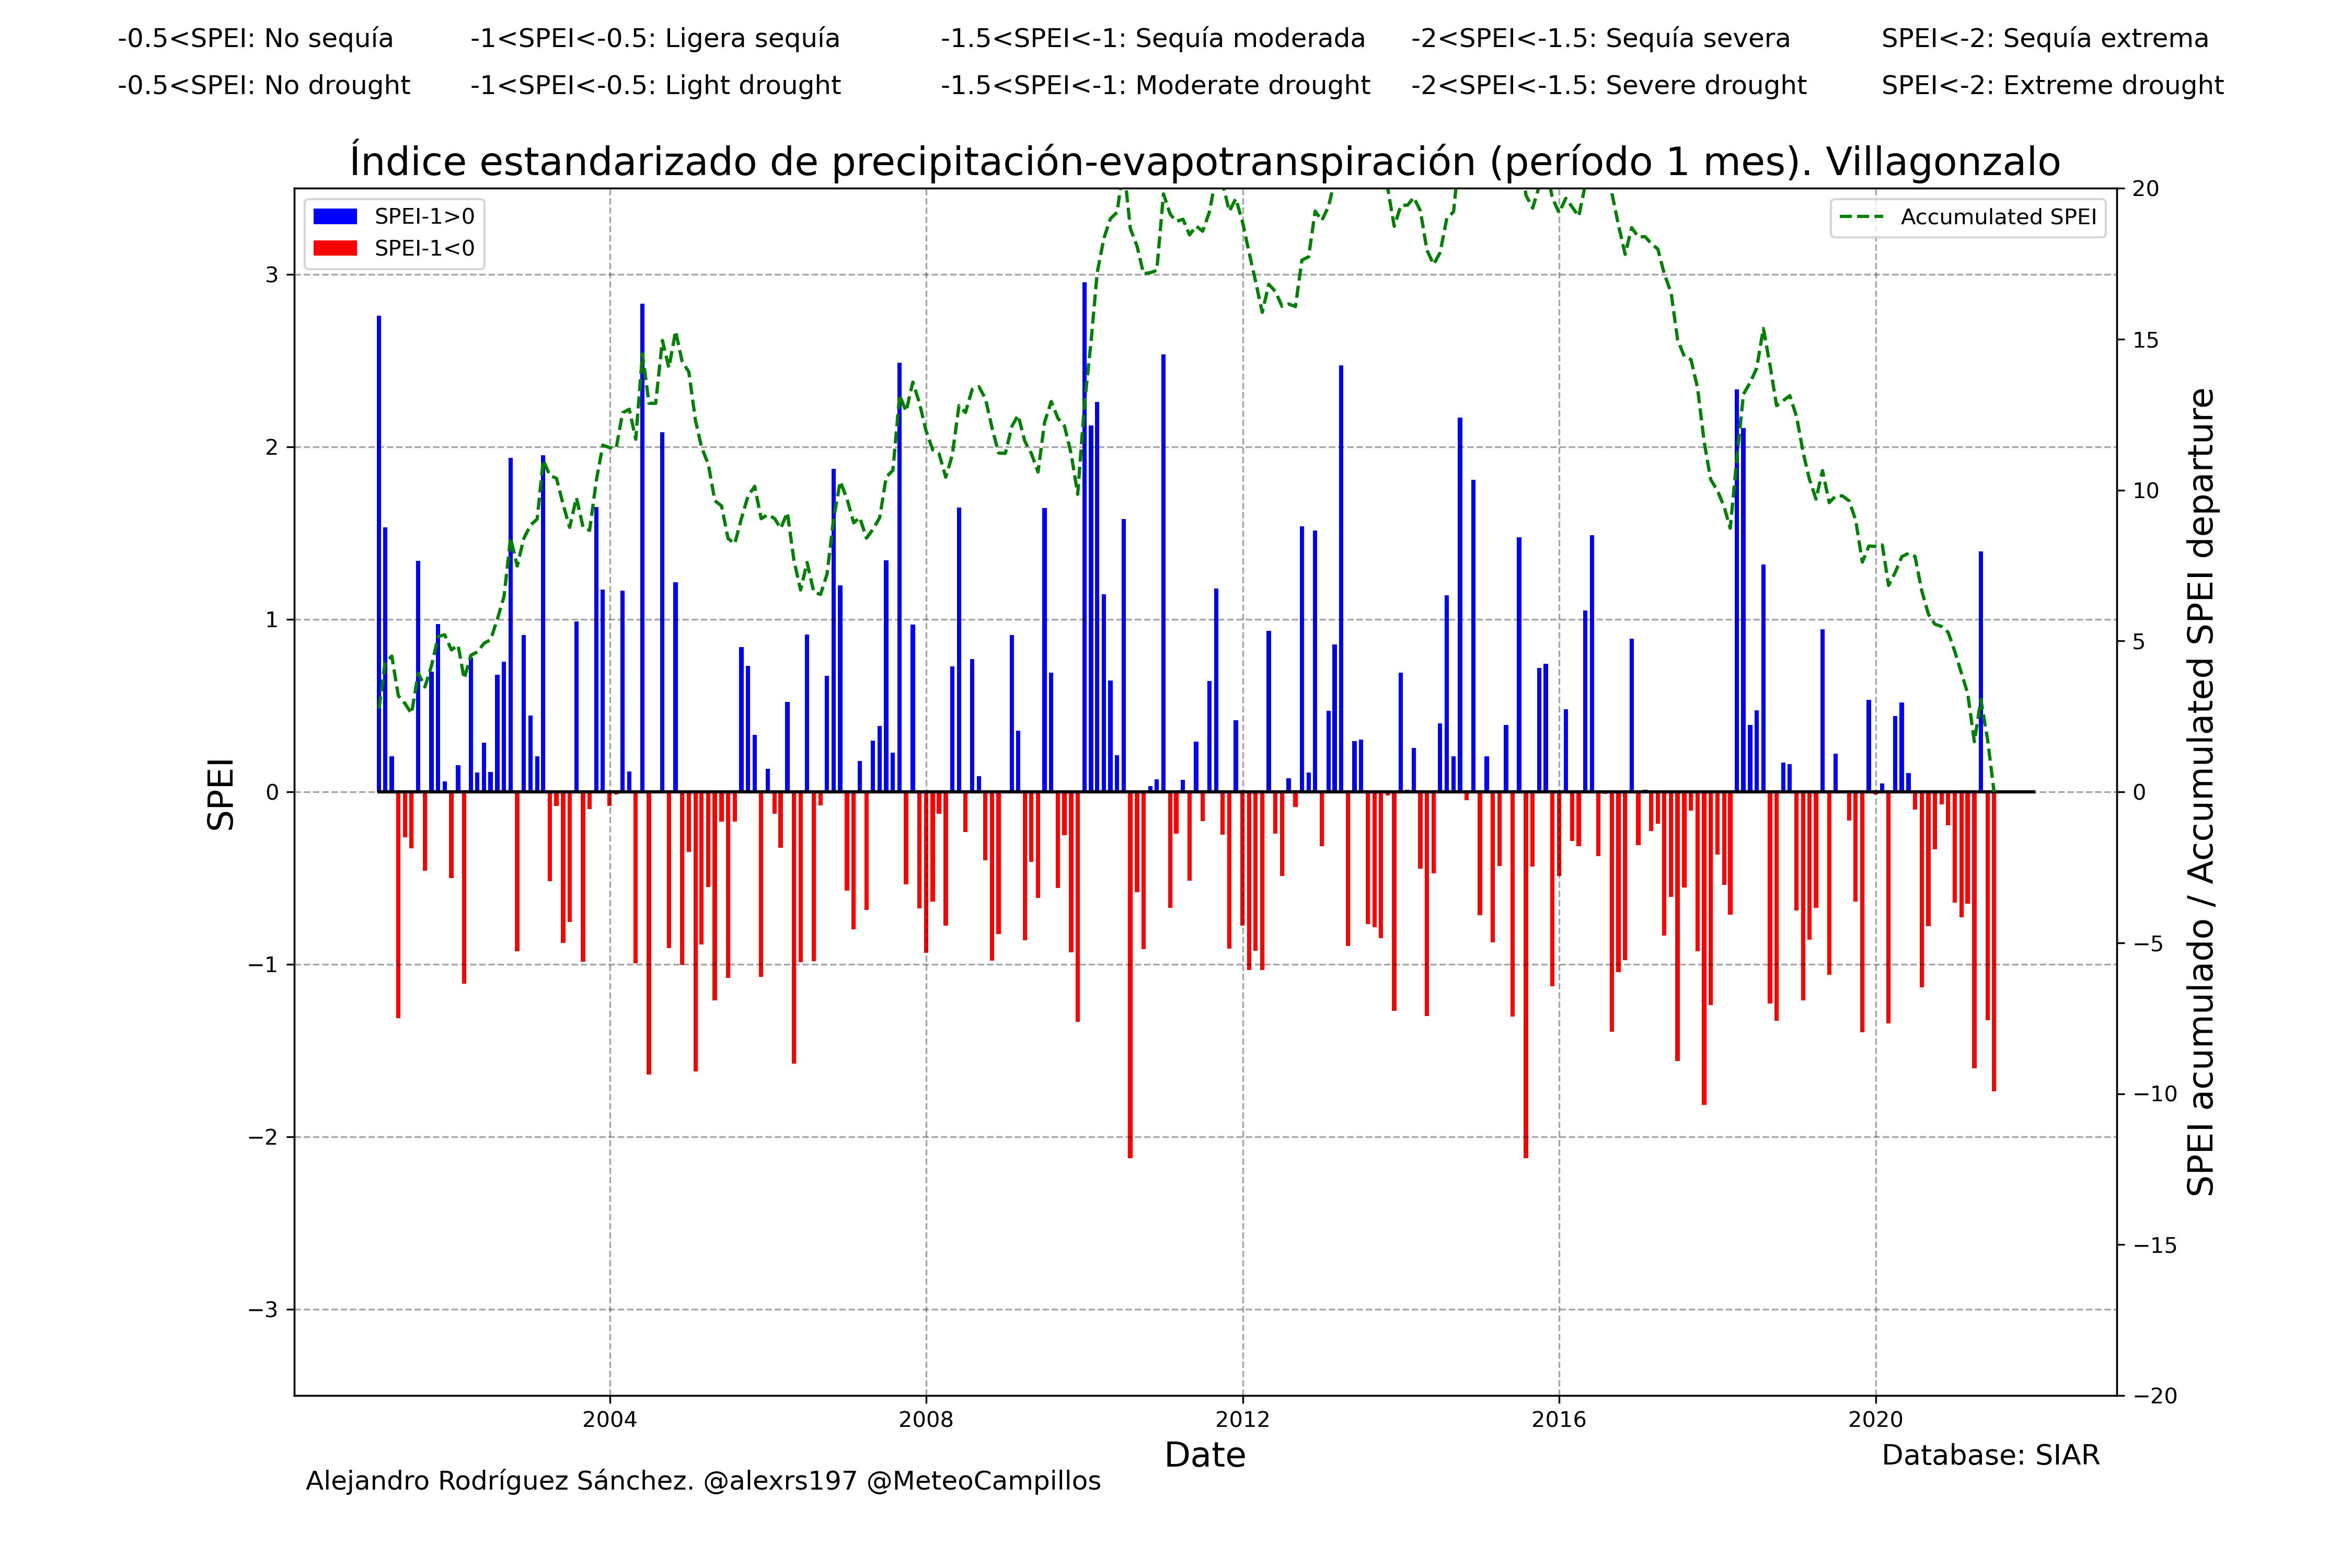 -0.5<SPEI: No sequía -1<SPEI<-0.5: Ligera sequía -1.5<SPEI<-1: Sequía moderada -2<SPEI<-1.5: Sequía severa SPEI<-2: Sequía extrema
-0.5<SPEI: No drought -1<SPEI<-0.5: Light drought -1.5<SPEI<-1: Moderate drought -2<SPEI<-1.5: Severe drought SPEI<-2: Extreme drought
Índice estandarizado de precipitación-evapotranspiración (período 1 mes). Villagonzalo
SPEI-1>0
SPEI-1<0
Accumulated SPEI
SPEI
3
2
1
0
−1
−2
−3
20
15
10
5
0
−5
−10
−15
−20
SPEI acumulado / Accumulated SPEI departure
2004 2008 2012 2016 2020
Date
Database: SIAR
Alejandro Rodríguez Sánchez. @alexrs197 @MeteoCampillos